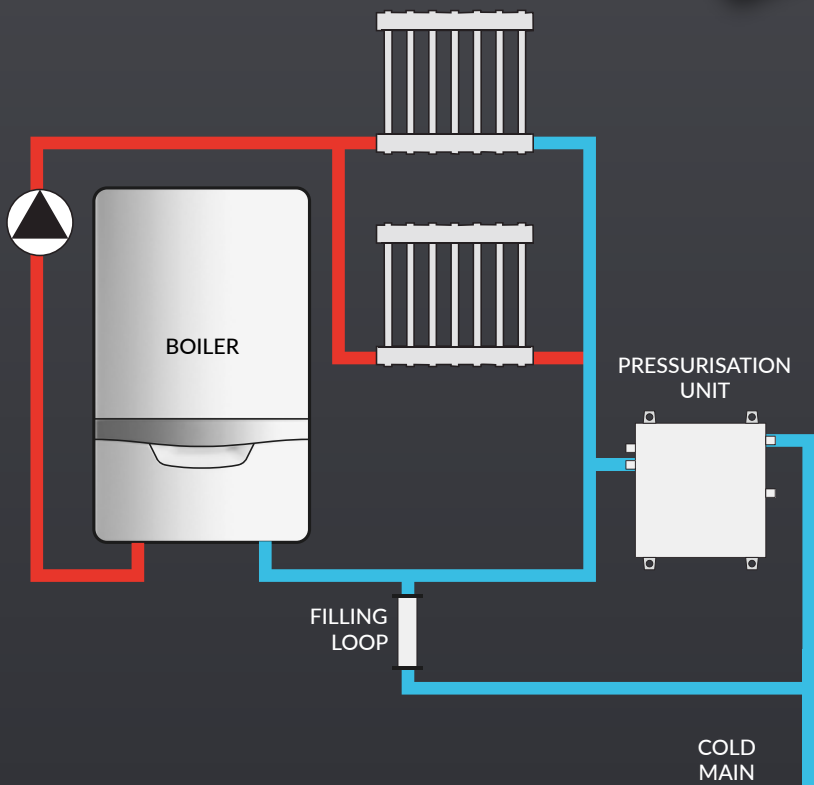 BOILER
PRESSURISATION
UNIT
FILLING
LOOP
COLD
MAIN